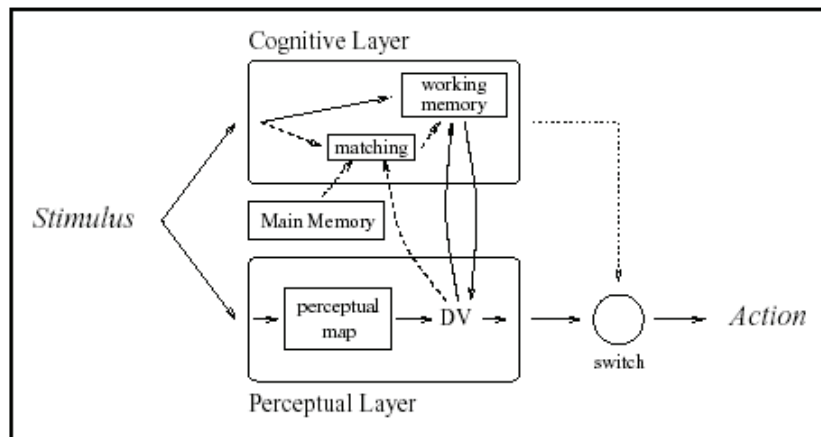 Cognitive Layer
working
memory
matching
Main Memory
Stimulus
perceptual
map
DV
Action
switch
Perceptual Layer